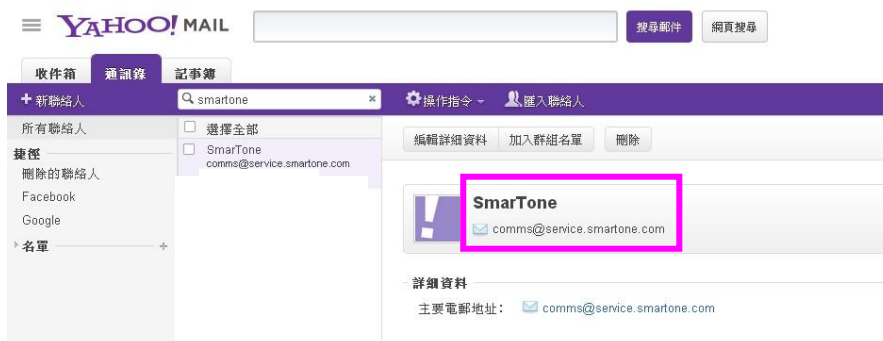 YAHOO! MAIL
搜尋郵件
網頁搜尋
收件箱
通訊錄
記事簿
+ 新聯絡人
smartone
×
操作指令
匯入聯絡人
所有聯絡人
捷徑
刪除的聯絡人
Facebook
Google
名單
+
選擇全部
SmarTone
comms@service.smartone.com
編輯詳細資料
加入群組名單
刪除
SmarTone
comms@service.smartone.com
詳細資料
主要電郵地址： comms@service.smartone.com